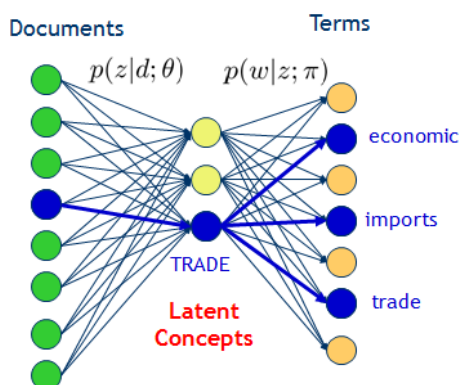 Documents
Terms
p(z|d; θ)
p(w|z; π)
economic
imports
TRADE
trade
Latent
Concepts